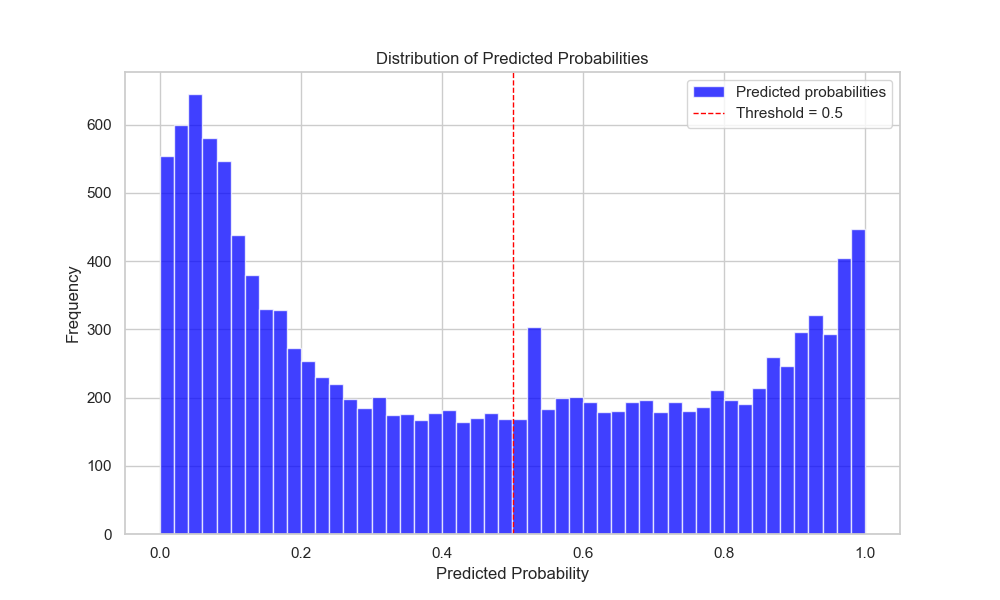 Distribution of Predicted Probabilities
Predicted probabilities
Threshold = 0.5
Frequency
600
500
400
300
200
100
0
0.0 0.2 0.4 0.6 0.8 1.0
Predicted Probability